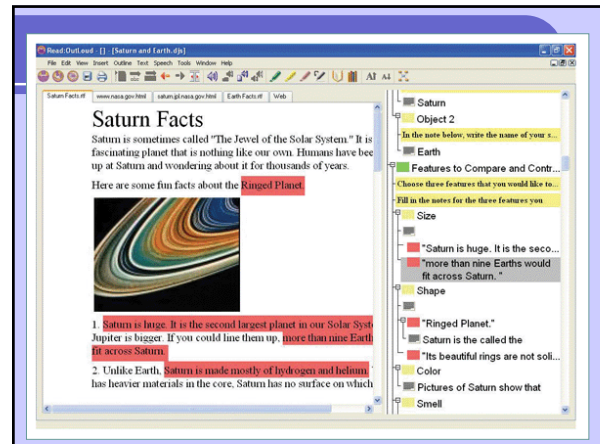 Read:OutLoud - [] - [Saturn and Earth.djs]
File Edit View Insert Outline Text Speech Tools Window Help
Saturn Facts.rtf www.nasa.gov.html saturn.jpl.nasa.gov.html Earth Facts.rtf Web
Saturn Facts
Saturn is sometimes called "The Jewel of the Solar System." It is
fascinating planet that is nothing like our own. Humans have bee
up at Saturn and wondering about it for thousands of years.
Here are some fun facts about the Ringed Planet.
1. Saturn is huge. It is the second largest planet in our Solar Syste
Jupiter is bigger. If you could line them up, more than nine Earth
fit across Saturn.
2. Unlike Earth, Saturn is made mostly of hydrogen and helium.
has heavier materials in the core, Saturn has no surface on which
Saturn
Object 2
In the note below, write the name of your s...
Earth
Features to Compare and Contr...
Choose three features that you would like to...
Fill in the notes for the three features you
Size
"Saturn is huge. It is the seco...
"more than nine Earths would
fit across Saturn. "
Shape
"Ringed Planet."
Saturn is called the
"Its beautiful rings are not soli...
Color
Pictures of Saturn show that
Smell